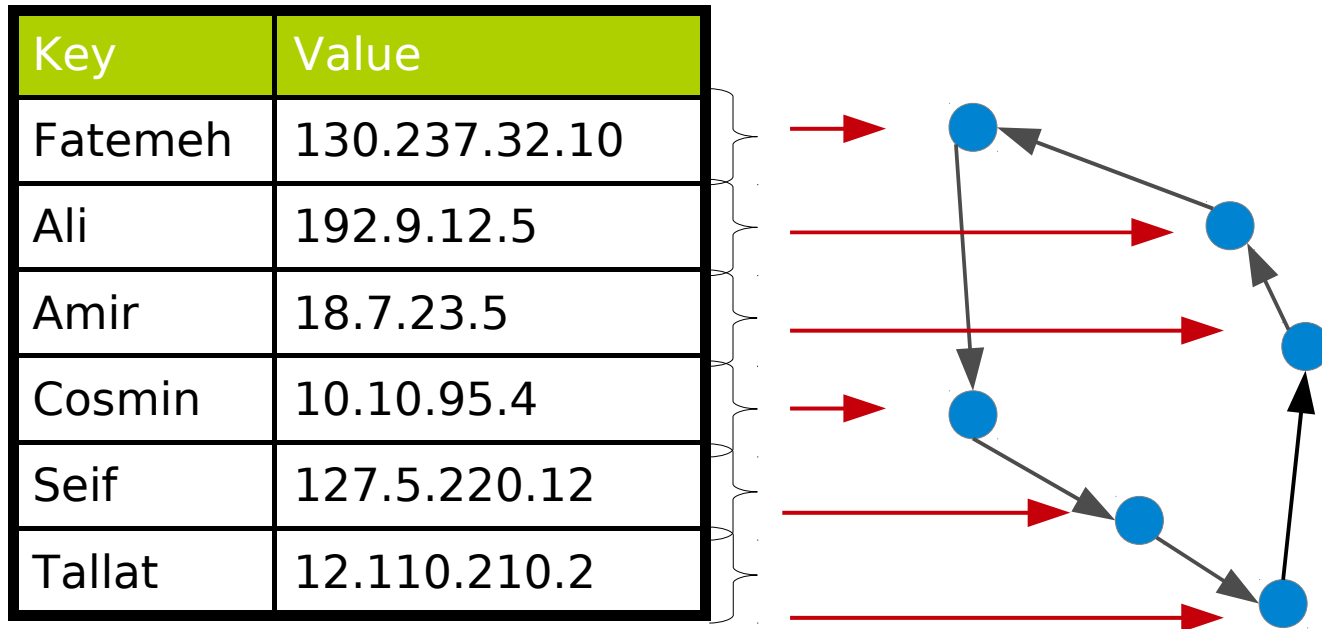 Key Value
Fatemeh 130.237.32.10
Ali 192.9.12.5
Amir 18.7.23.5
Cosmin 10.10.95.4
Seif 127.5.220.12
Tallat 12.110.210.2